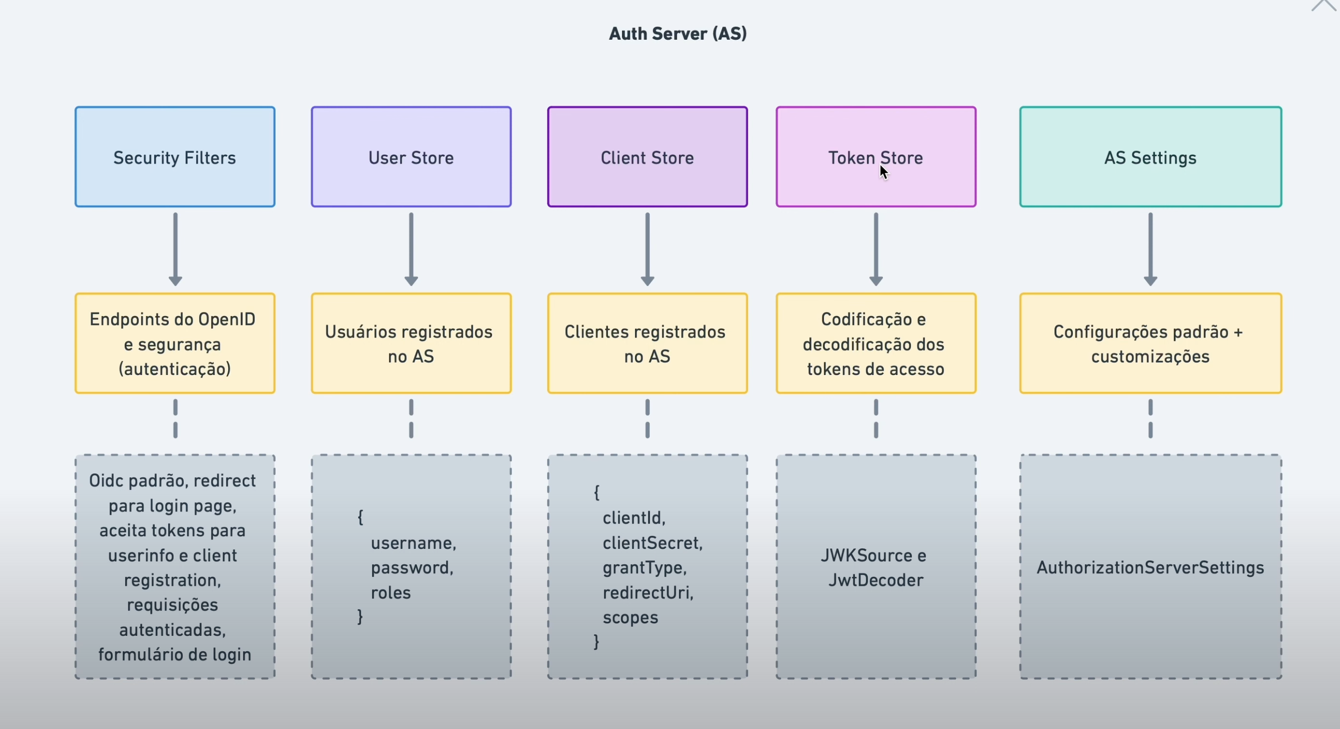 Auth Server (AS)
Security Filters
User Store
Client Store
Token Store
AS Settings
Endpoints do OpenID
e segurança
(autenticação)
Usuários registrados
no AS
Clientes registrados
no AS
Codificação e
decodificação dos
tokens de acesso
Configurações padrão +
customizações
Oidc padrão, redirect
para login page,
aceita tokens para
userinfo e client
registration,
requisições
autenticadas,
formulário de login
{
username,
password,
roles
}
{
clientId,
clientSecret,
grantType,
redirectUri,
scopes
}
JWKSource e
JwtDecoder
AuthorizationServerSettings